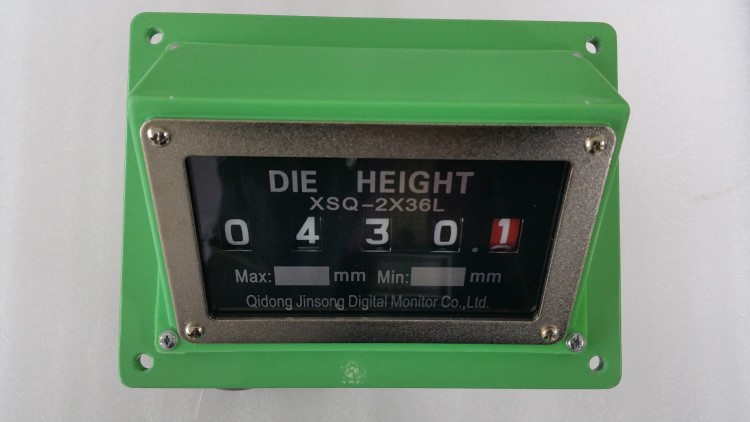 DIE HEIGHT
XSQ-2X36L
0 4 3 0 . 1
Max: mm Min: mm
Qidong Jinsong Digital Monitor Co.,Ltd.